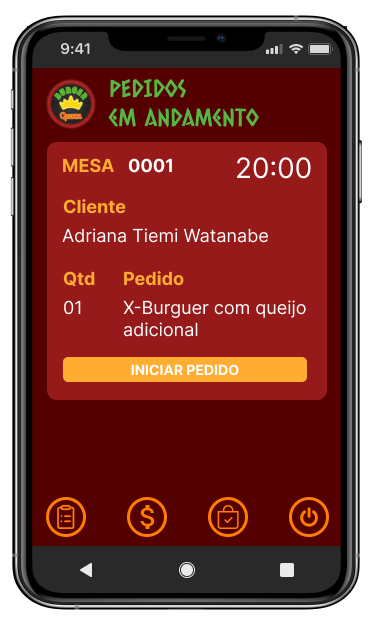 9:41
BURGER
Queen
PEDIDOS
EM ANDAMENTO
MESA 0001 20:00
Cliente
Adriana Tiemi Watanabe
Qtd Pedido
01 X-Burguer com queijo
adicional
INICIAR PEDIDO